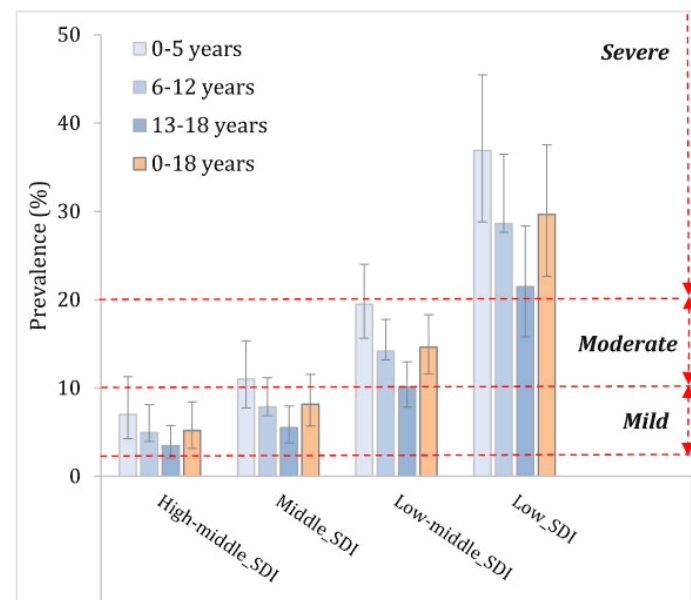 50
40
30
20
10
0
Prevalence (%)
0-5 years
6-12 years
13-18 years
0-18 years
Severe
Moderate
Mild
High-middle_SDI
Middle_SDI
Low-middle_SDI
Low_SDI